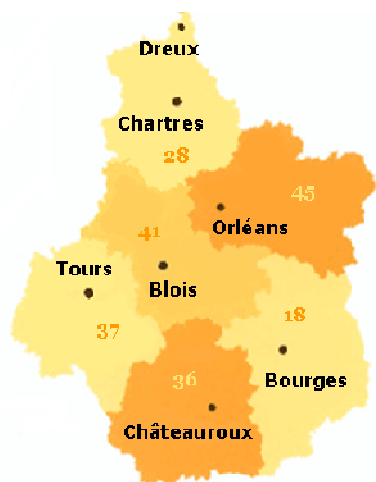 Dreux
Chartres
28
45
Orléans
41
Tours
Blois
18
37
36
Bourges
Châteauroux